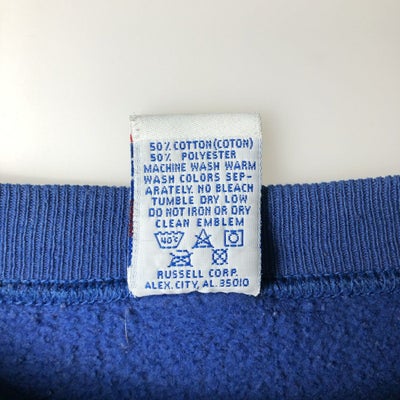 50% COTTON (COTON)
50% POLYESTER
MACHINE WASH WARM
WASH COLORS SEP-
ARATELY. NO BLEACH
TUMBLE DRY LOW
DO NOT IRON OR DRY
CLEAN EMBLEM
40°C
RUSSELL CORP.
ALEX. CITY, AL. 35010